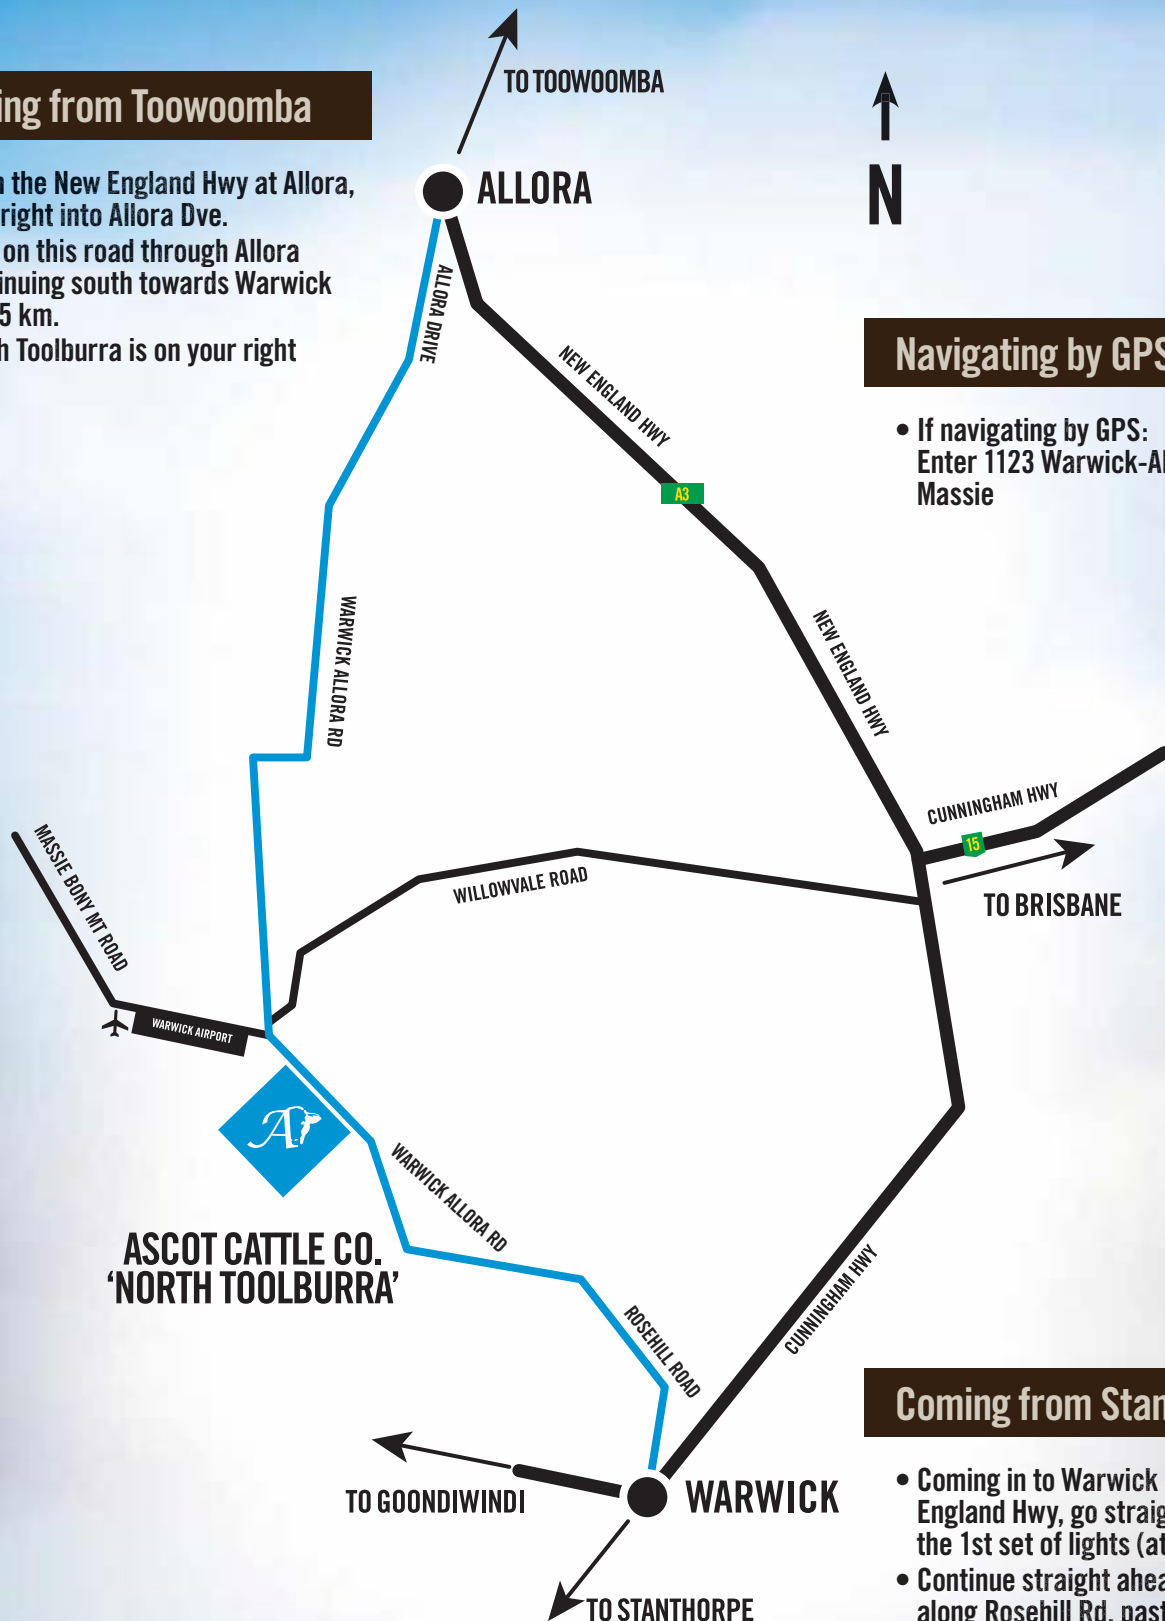 TO TOOWOOMBA
ing from Toowoomba
the New England Hwy at Allora,
right into Allora Dve.
on this road through Allora
inuing south towards Warwick
5 km.
h Toolburra is on your right
ALLORA
N
ALLORA DRIVE
NEW ENGLAND HWY
A3
Navigating by GPS
• If navigating by GPS:
Enter 1123 Warwick-Al
Massie
WARWICK ALLORA RD
NEW ENGLAND HWY
CUNNINGHAM HWY
15
TO BRISBANE
MASSIE BONY MT ROAD
WILLOWVALE ROAD
WARWICK AIRPORT
A
WARWICK ALLORA RD
ASCOT CATTLE CO.
‘NORTH TOOLBURRA’
CUNNINGHAM HWY
ROSEHILL ROAD
Coming from Stan
TO GOONDIWINDI
WARWICK
TO STANTHORPE
• Coming in to Warwick
England Hwy, go straig
the 1st set of lights (at
• Continue straight ahea
along Rosehill Rd, past